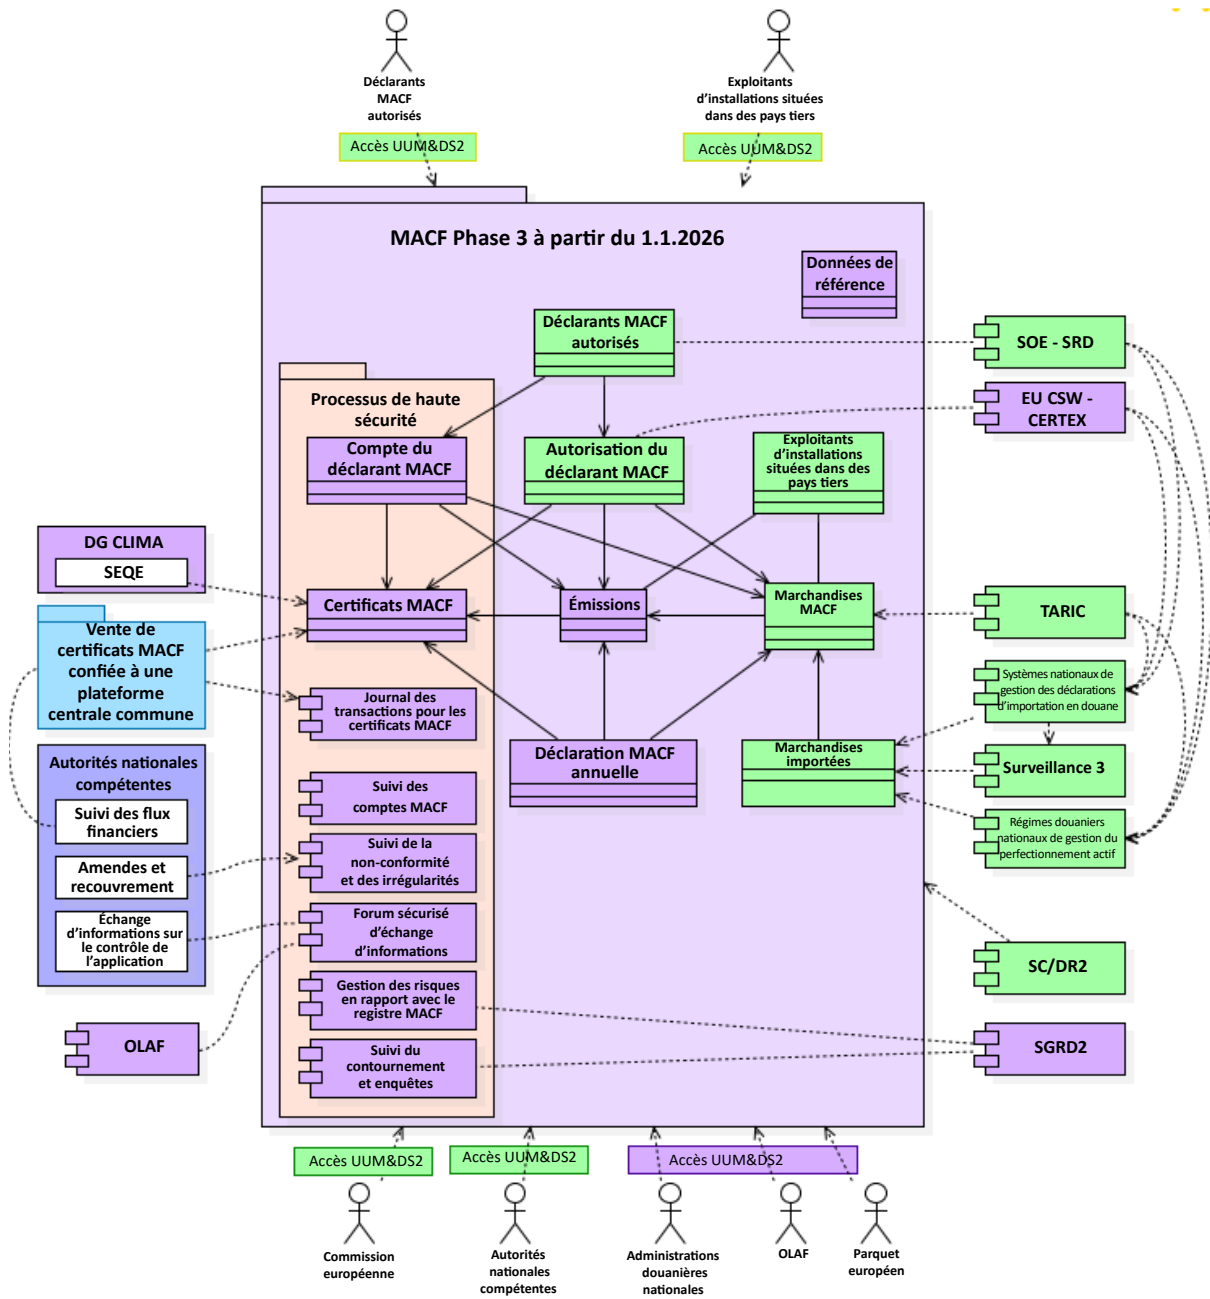 Déclarants
MACF
autorisés
Exploitants
d'installations situées
dans des pays tiers
Accès UUM&DS2
Accès UUM&DS2
MACF Phase 3 à partir du 1.1.2026
Données de
référence
Déclarants MACF
autorisés
SOE - SRD
Processus de haute
sécurité
EU CSW -
CERTEX
Compte du
déclarant MACF
Autorisation du
déclarant MACF
Exploitants
d'installations
situées dans des
pays tiers
DG CLIMA
SEQE
Certificats MACF
Émissions
Marchandises
MACF
TARIC
Vente de
certificats MACF
confiée à une
plateforme
centrale commune
Journal des
transactions pour les
certificats MACF
Systèmes nationaux de
gestion des déclarations
d'importation en douane
Déclaration MACF
annuelle
Marchandises
importées
Surveillance 3
Autorités nationales
compétentes
Suivi des flux
financiers
Amendes et
recouvrement
Échange
d'informations sur
le contrôle de
l'application
Suivi des
comptes MACF
Régimes douaniers
nationaux de gestion du
perfectionnement actif
Suivi de la
non-conformité
et des irrégularités
Forum sécurisé
d'échange
d'informations
SC/DR2
Gestion des risques
en rapport avec le
registre MACF
OLAF
Suivi du
contournement
et enquêtes
SGRD2
Accès UUM&DS2
Accès UUM&DS2
Accès UUM&DS2
Commission
européenne
Autorités
nationales
compétentes
Administrations
douanières
nationales
OLAF
Parquet
européen